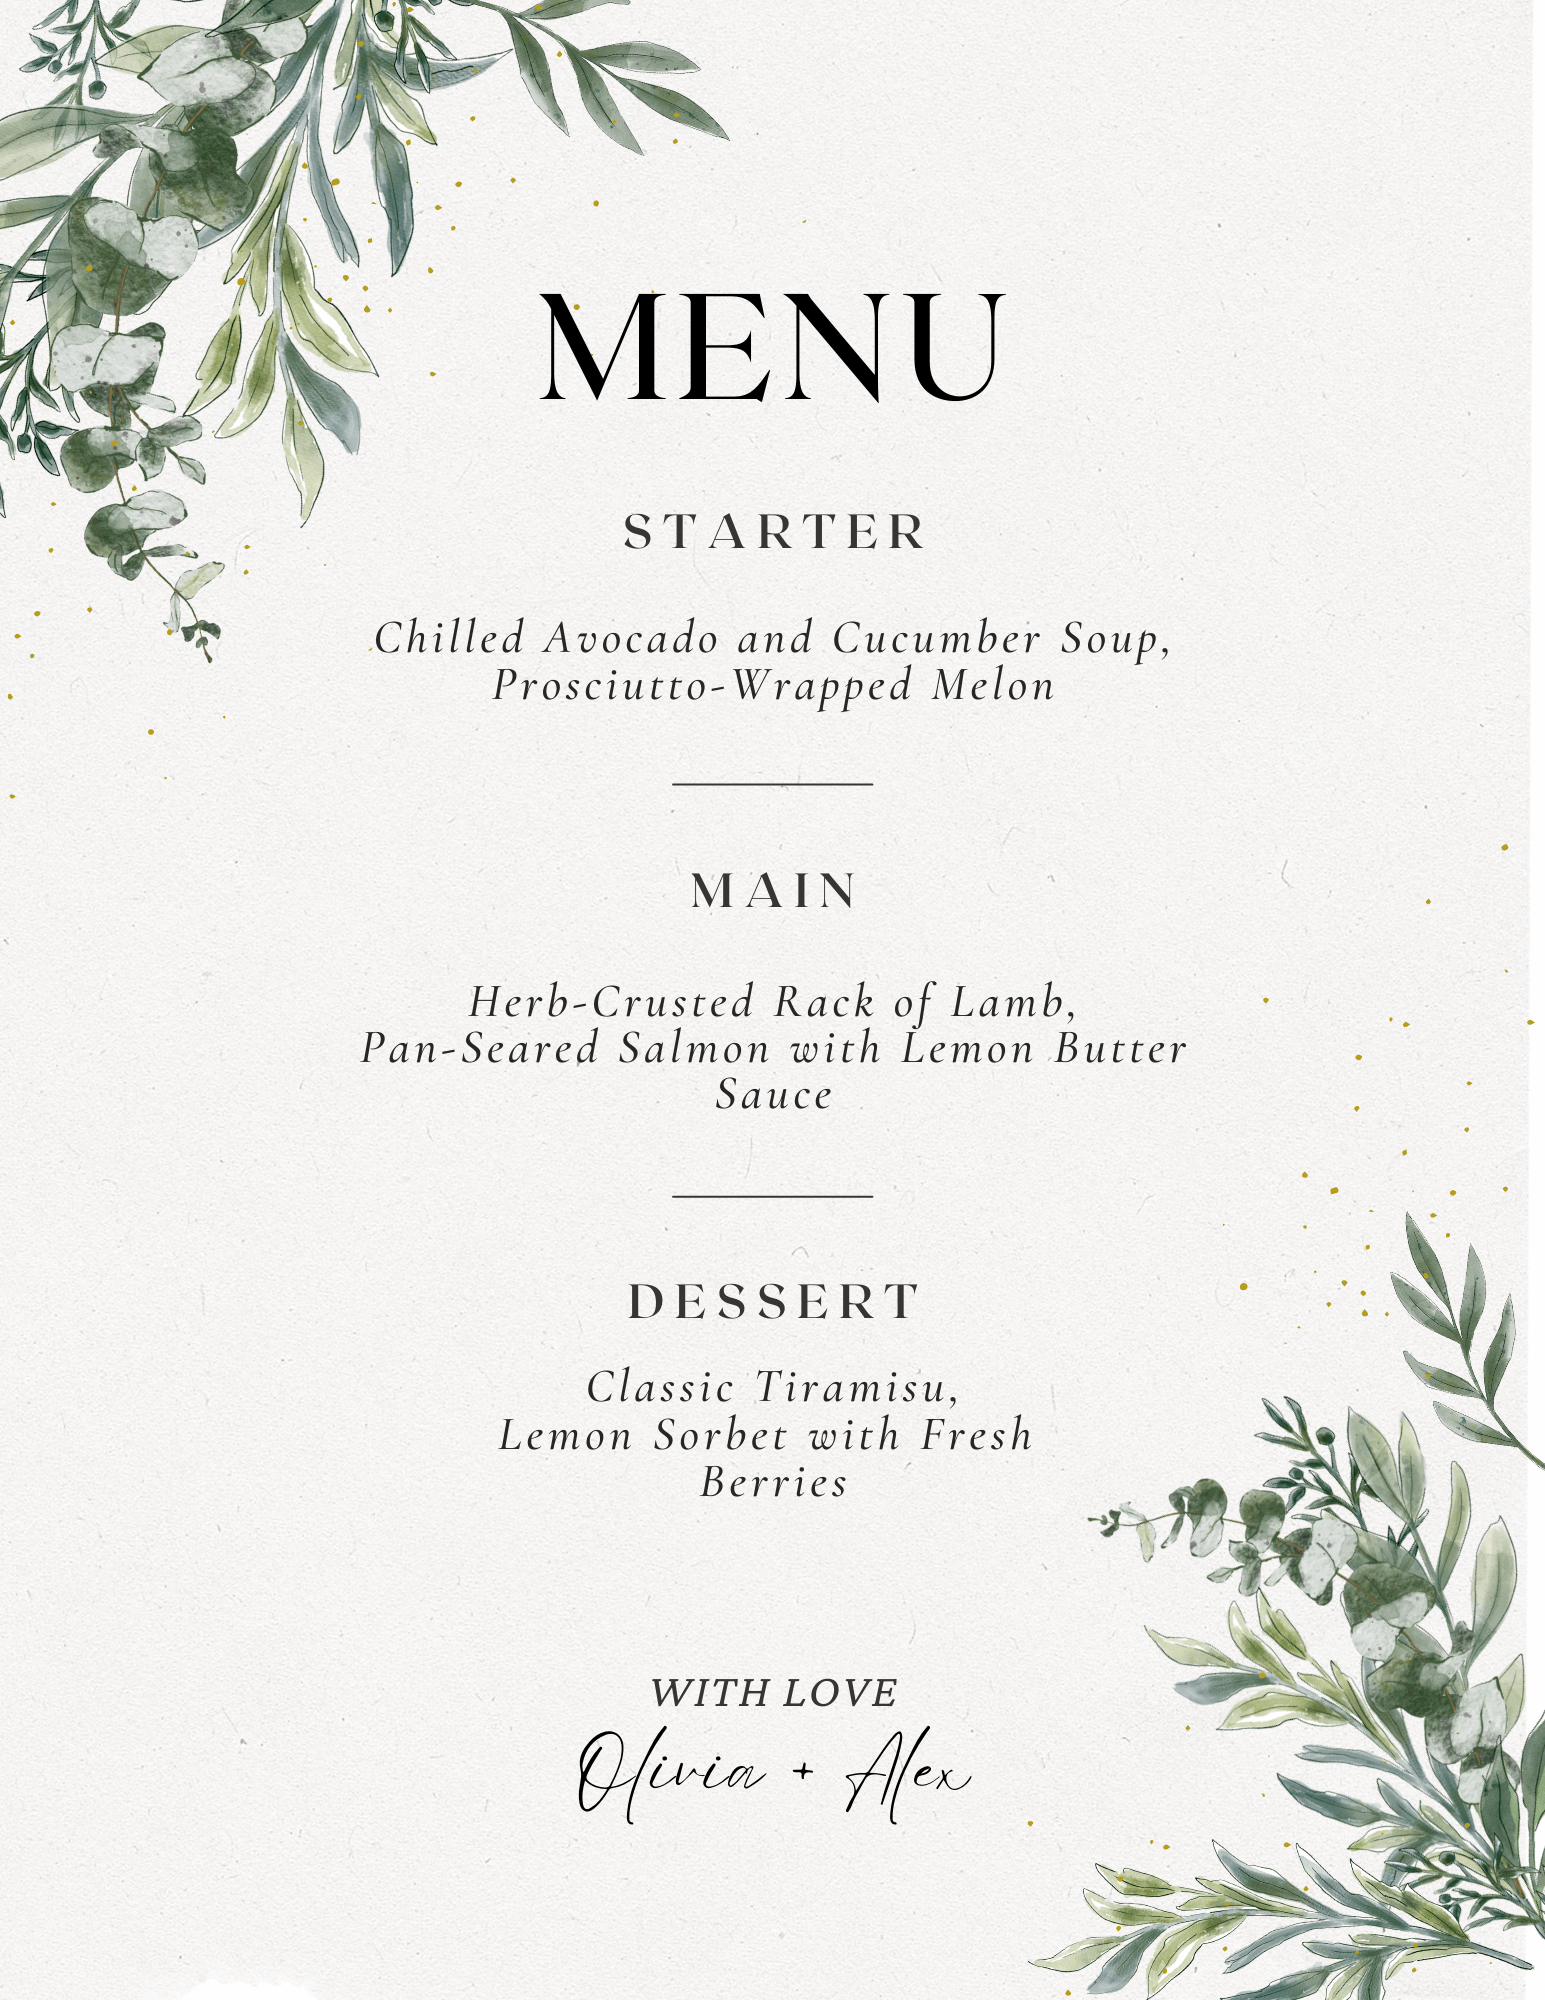 MENU
STARTER
Chilled Avocado and Cucumber Soup,
Prosciutto-Wrapped Melon
MAIN
Herb-Crusted Rack of Lamb,
Pan-Seared Salmon with Lemon Butter
Sauce
DESSERT
Classic Tiramisu,
Lemon Sorbet with Fresh
Berries
WITH LOVE
Olivia + Alex